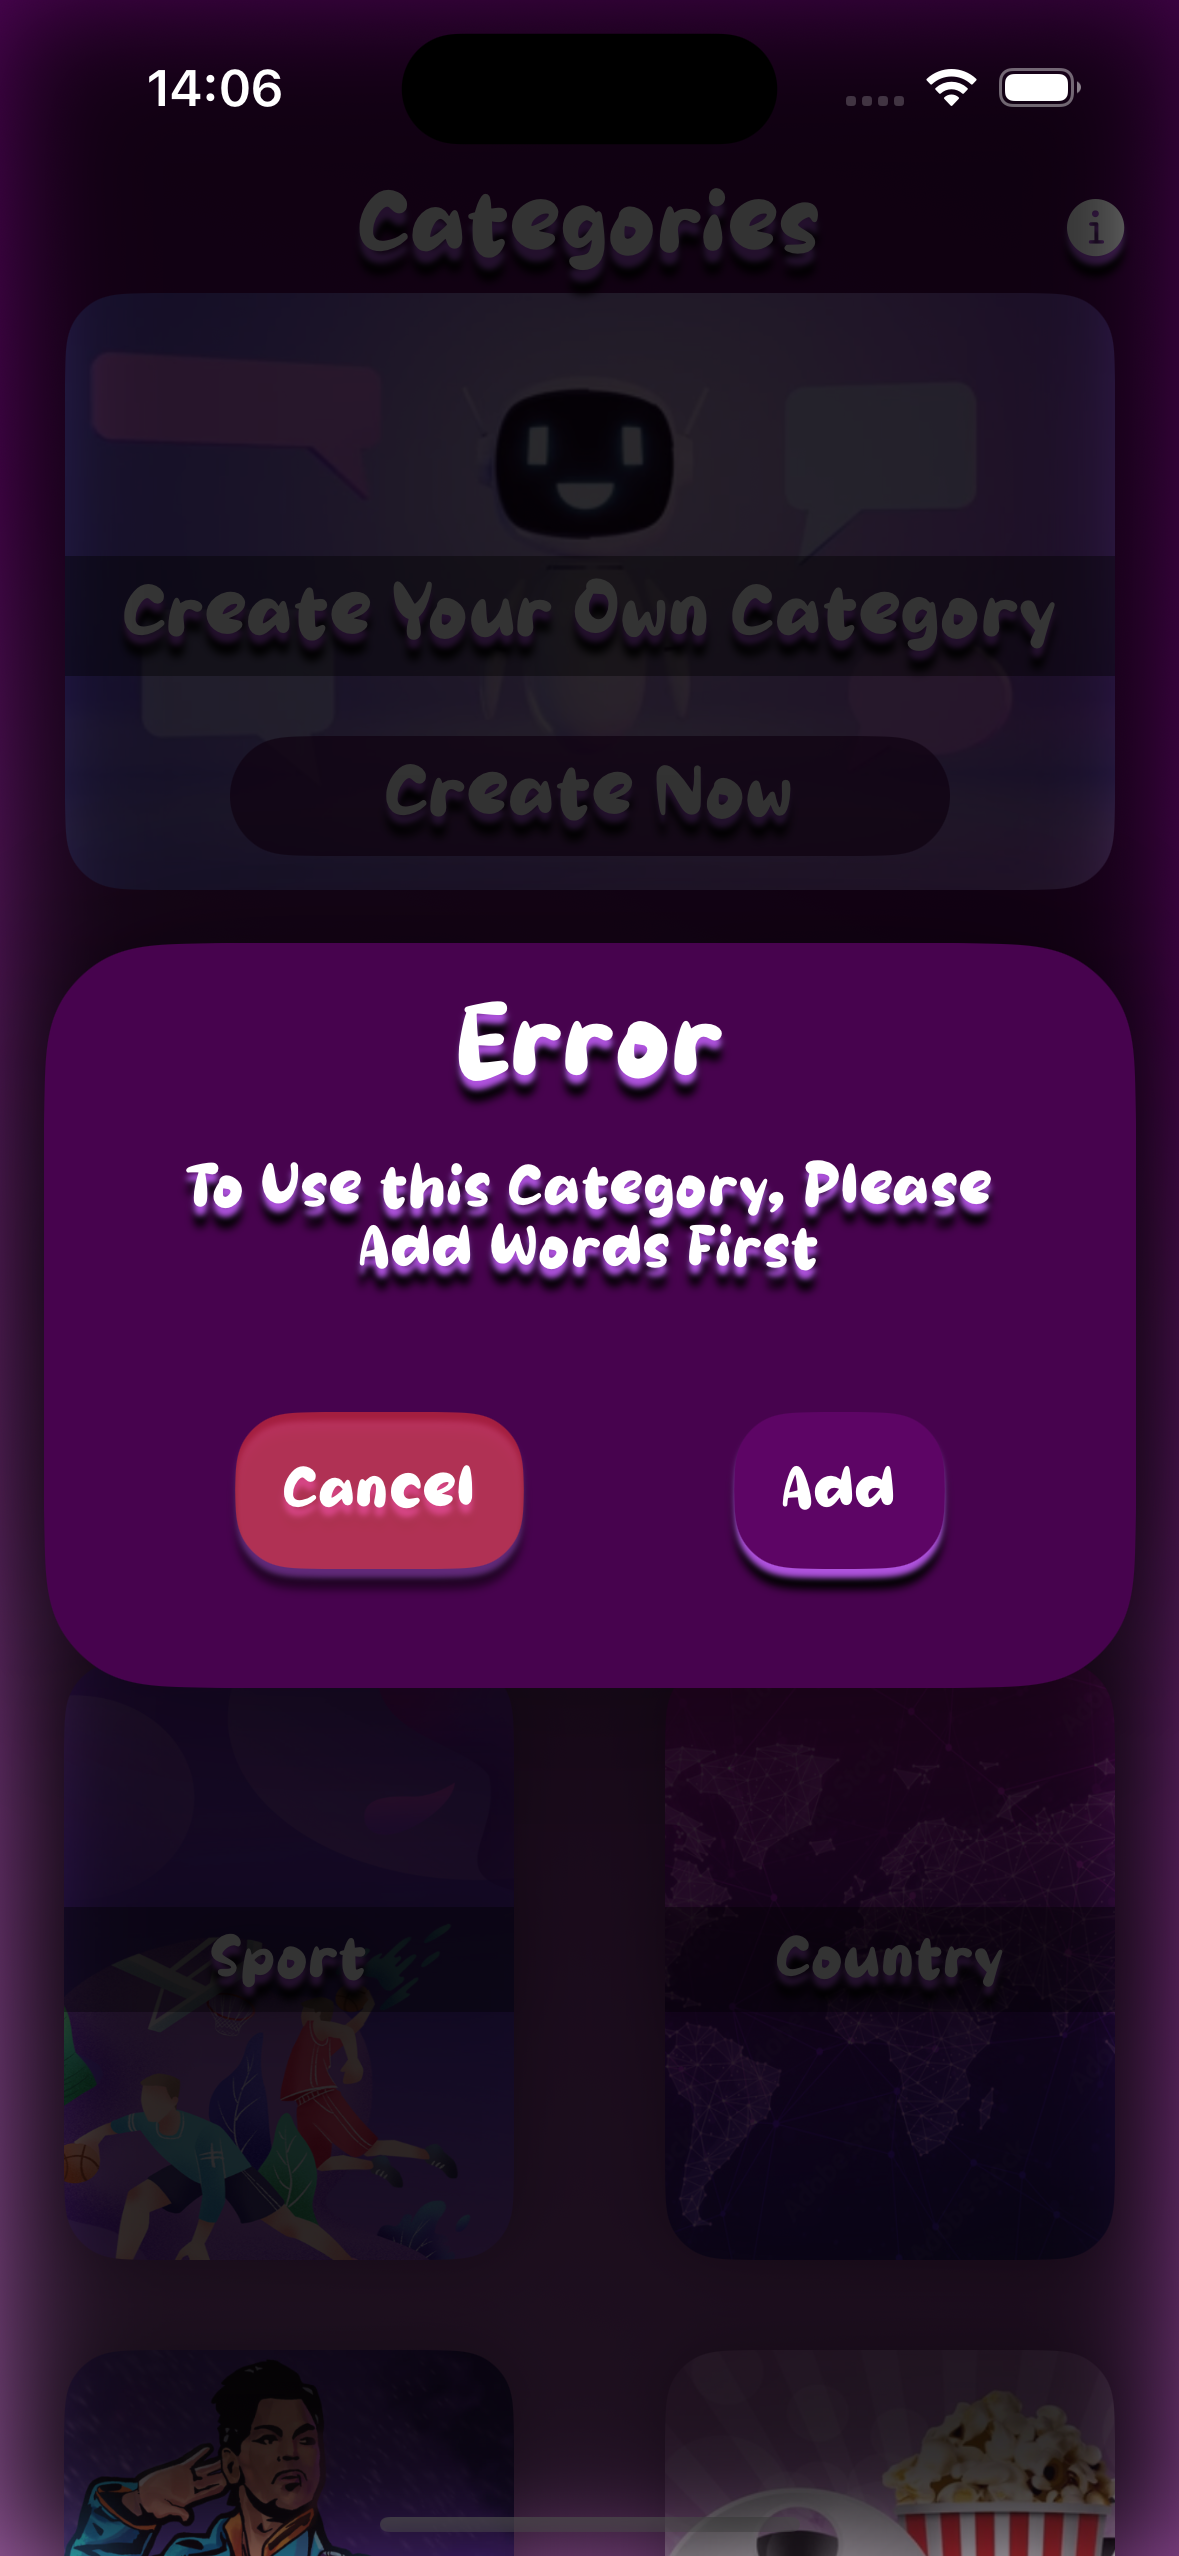 14:06
Categories
Create Your Own Category
Create Now
Error
To Use this Category, Please
Add Words First
Cancel
Add
Sport
Country